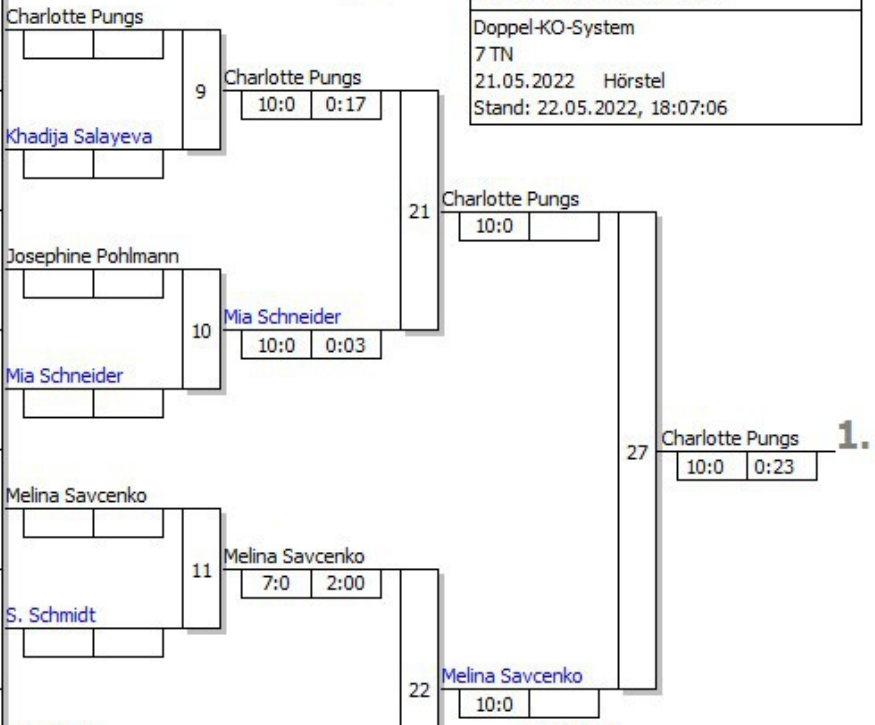 Charlotte Pungs
Doppel-KO-System
7 TN
21.05.2022 Hörstel
Stand: 22.05.2022, 18:07:06
9
Charlotte Pungs
10:0 0:17
Khadija Salayeva
21
Charlotte Pungs
10:0
Josephine Pohlmann
10
Mia Schneider
10:0 0:03
Mia Schneider
27
Charlotte Pungs
1.
10:0 0:23
Melina Savcenko
11
Melina Savcenko
7:0 2:00
S. Schmidt
22
Melina Savcenko
10:0